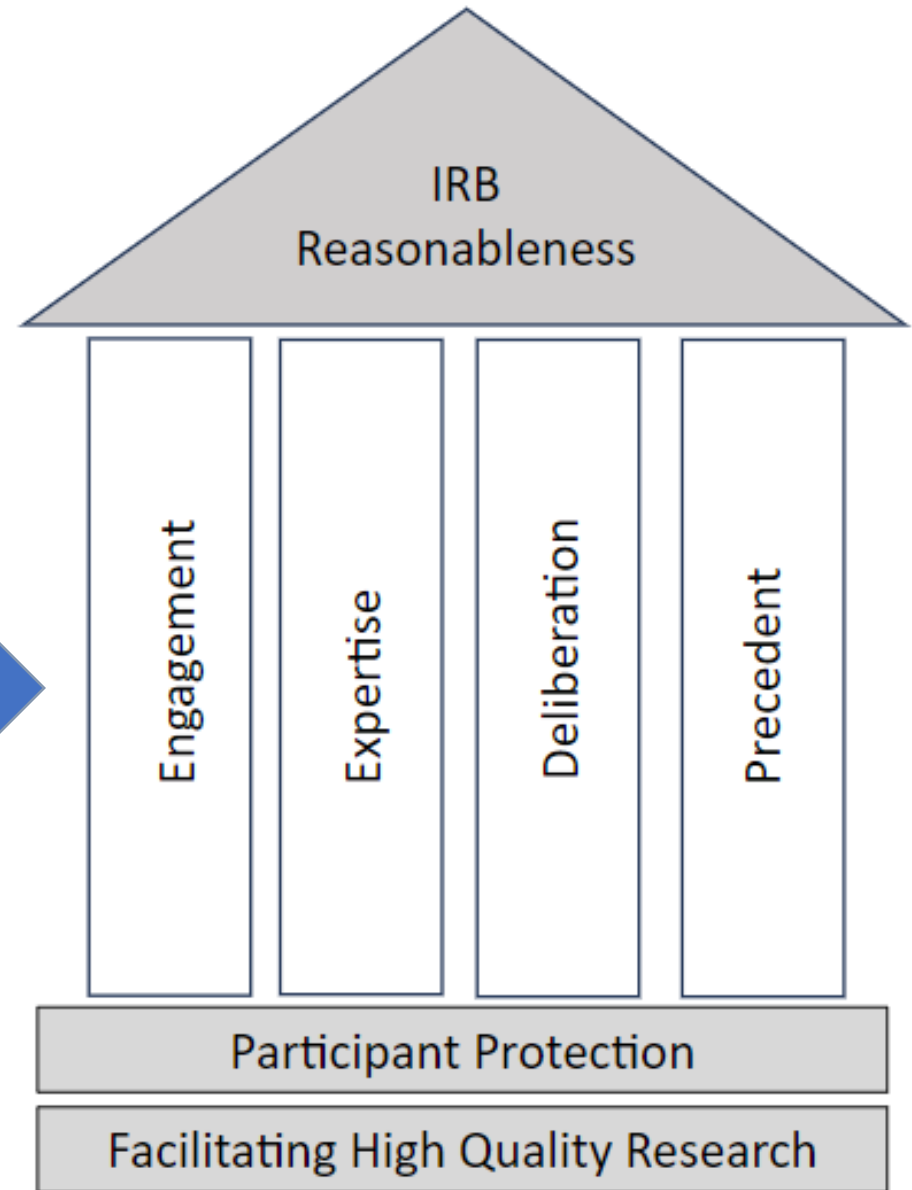 IRB
Reasonableness
Engagement
Expertise
Deliberation
Precedent
Participant Protection
Facilitating High Quality Research